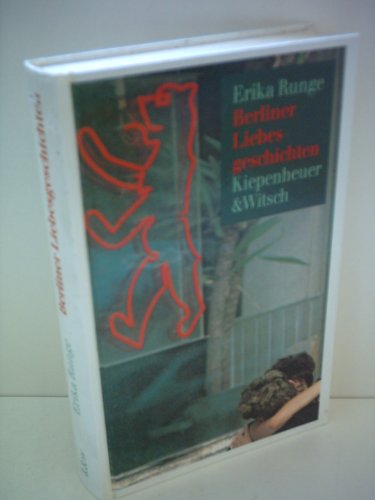 Erika Runge
Berliner
Liebes
geschichten
Kiepenheuer
&Witsch
Berliner Liebesgeschichten
Erika Runge